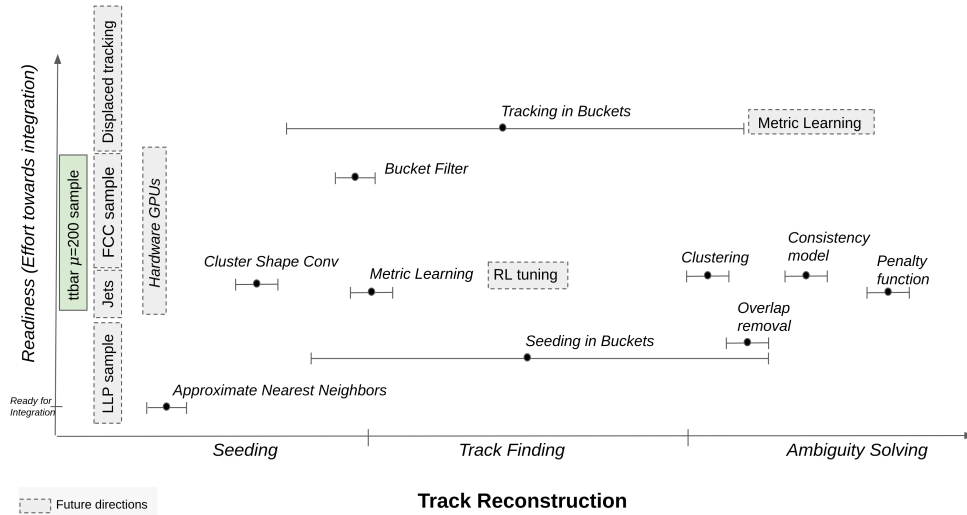 Readiness (Effort towards integration)
Ready for
Integration
ttbar μ=200 sample
Displaced tracking
FCC sample
Jets
LLP sample
Hardware GPUs
Tracking in Buckets
Metric Learning
Bucket Filter
Cluster Shape Conv
Metric Learning
RL tuning
Clustering
Consistency
model
Penalty
function
Overlap
removal
Seeding in Buckets
Approximate Nearest Neighbors
Seeding
Track Finding
Ambiguity Solving
Track Reconstruction
Future directions